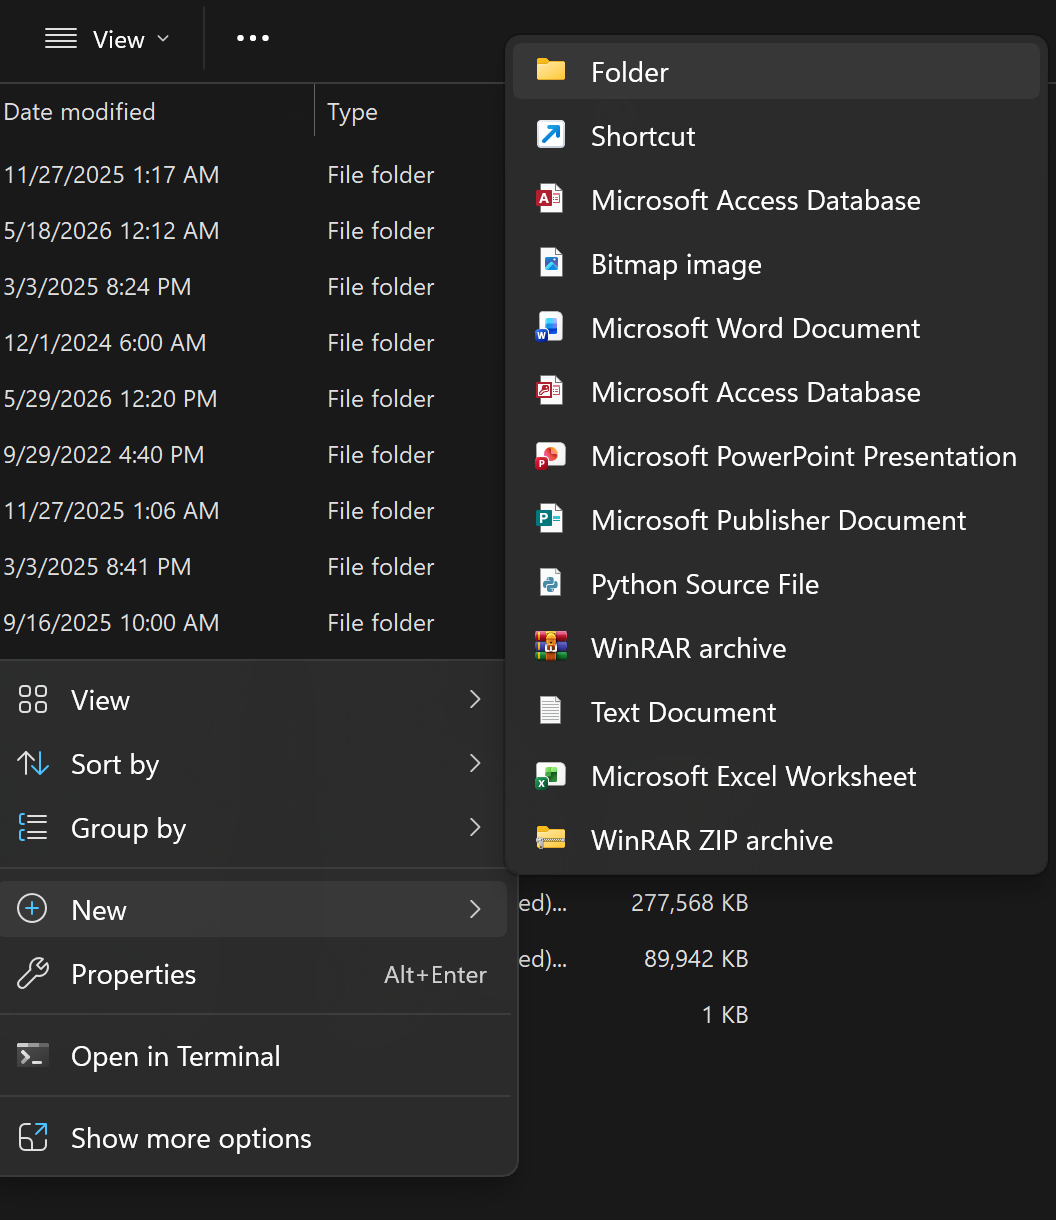 View
Date modified
Type
11/27/2025 1:17 AM File folder
5/18/2026 12:12 AM File folder
3/3/2025 8:24 PM File folder
12/1/2024 6:00 AM File folder
5/29/2026 12:20 PM File folder
9/29/2022 4:40 PM File folder
11/27/2025 1:06 AM File folder
3/3/2025 8:41 PM File folder
9/16/2025 10:00 AM File folder
View
Sort by
Group by
New
Properties Alt+Enter
Open in Terminal
Show more options
Folder
Shortcut
Microsoft Access Database
Bitmap image
Microsoft Word Document
Microsoft Access Database
Microsoft PowerPoint Presentation
Microsoft Publisher Document
Python Source File
WinRAR archive
Text Document
Microsoft Excel Worksheet
WinRAR ZIP archive
ed)... 277,568 KB
ed)... 89,942 KB
1 KB